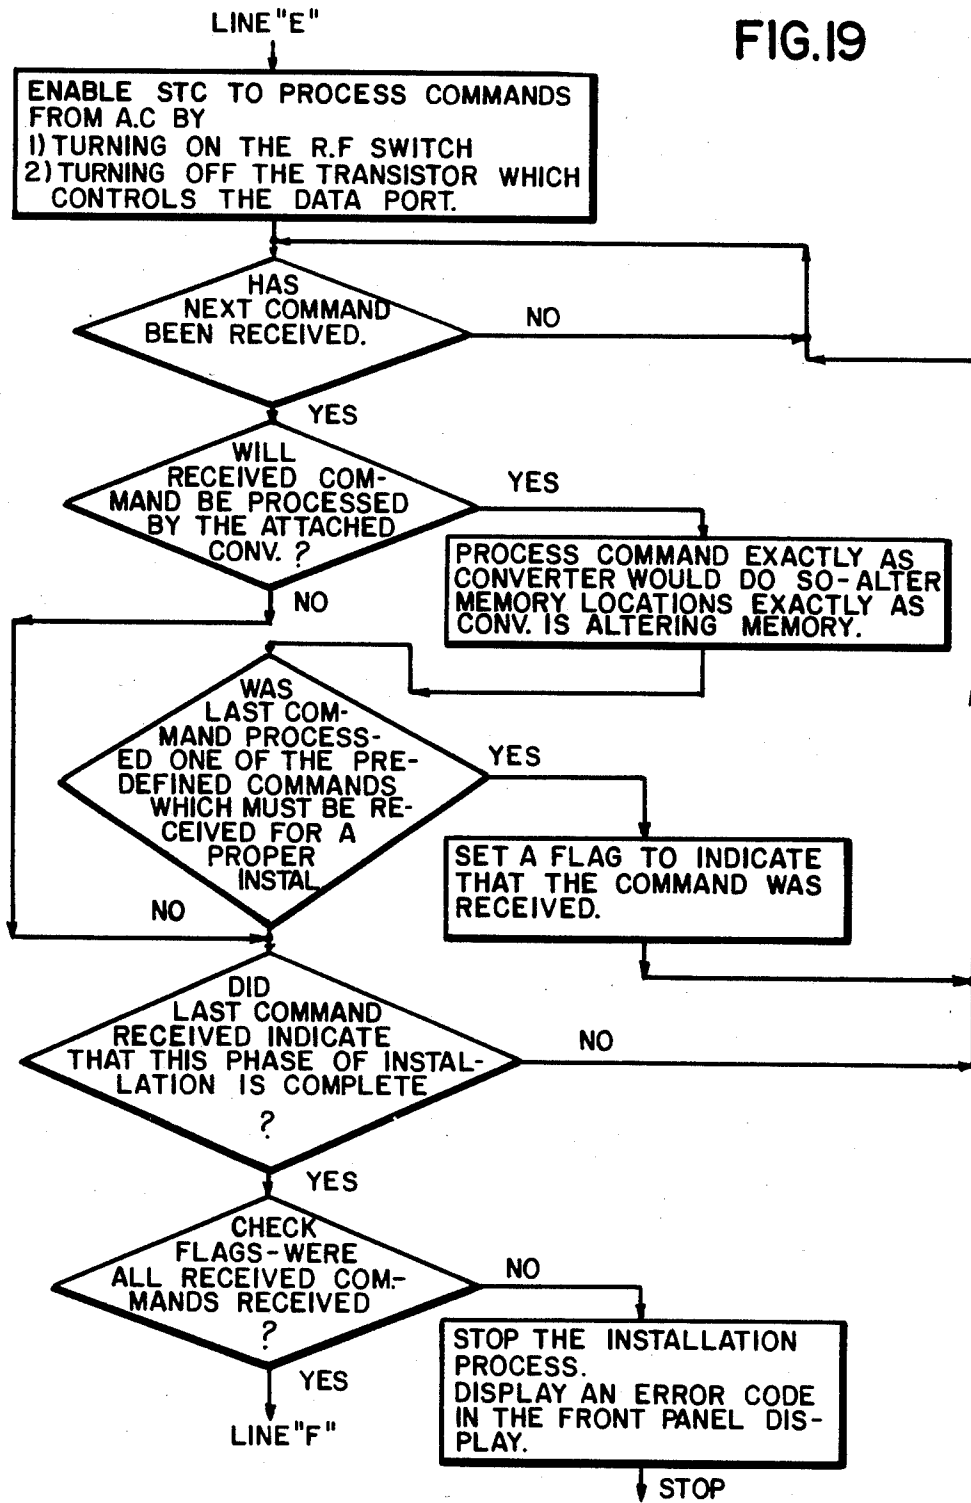 LINE "E"
FIG.19
ENABLE STC TO PROCESS COMMANDS
FROM A.C BY
1) TURNING ON THE R.F SWITCH
2) TURNING OFF THE TRANSISTOR WHICH
CONTROLS THE DATA PORT.
HAS
NEXT COMMAND
BEEN RECEIVED.
NO
YES
WILL
RECEIVED COM-
MAND BE PROCESSED
BY THE ATTACHED
CONV. ?
YES
NO
PROCESS COMMAND EXACTLY AS
CONVERTER WOULD DO SO-ALTER
MEMORY LOCATIONS EXACTLY AS
CONV. IS ALTERING MEMORY.
WAS
LAST COM-
MAND PROCESS-
ED ONE OF THE PRE-
DEFINED COMMANDS
WHICH MUST BE RE-
CEIVED FOR A
PROPER
INSTAL
YES
NO
SET A FLAG TO INDICATE
THAT THE COMMAND WAS
RECEIVED.
DID
LAST COMMAND
RECEIVED INDICATE
THAT THIS PHASE OF INSTAL-
LATION IS COMPLETE
?
NO
YES
CHECK
FLAGS-WERE
ALL RECEIVED COM-
MANDS RECEIVED
?
NO
YES
STOP THE INSTALLATION
PROCESS.
DISPLAY AN ERROR CODE
IN THE FRONT PANEL DIS-
PLAY.
LINE "F"
STOP